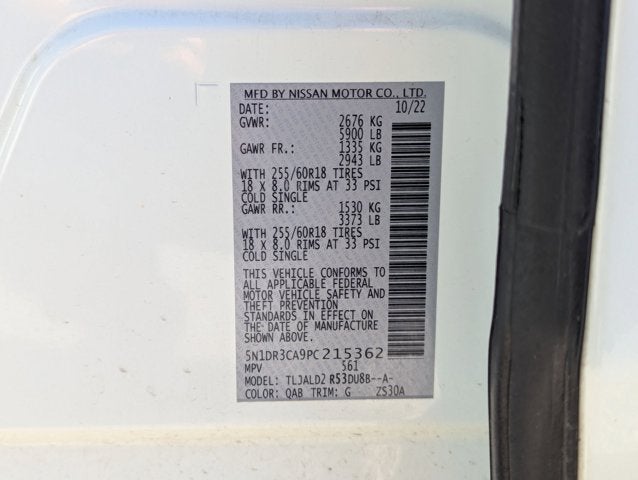 MFD BY NISSAN MOTOR CO., LTD.
DATE: 10/22
GVWR: 2676 KG
5900 LB
GAWR FR.: 1335 KG
2943 LB
WITH 255/60R18 TIRES
18 X 8.0 RIMS AT 33 PSI
COLD SINGLE
GAWR RR.: 1530 KG
3373 LB
WITH 255/60R18 TIRES
18 X 8.0 RIMS AT 33 PSI
COLD SINGLE
THIS VEHICLE CONFORMS TO
ALL APPLICABLE FEDERAL
MOTOR VEHICLE SAFETY AND
THEFT PREVENTION
STANDARDS IN EFFECT ON
THE DATE OF MANUFACTURE
SHOWN ABOVE.
5N1DR3CA9PC215362
MPV 561
MODEL: TLJALD2 R53DU8B--A-
COLOR: QAB TRIM: G ZS30A